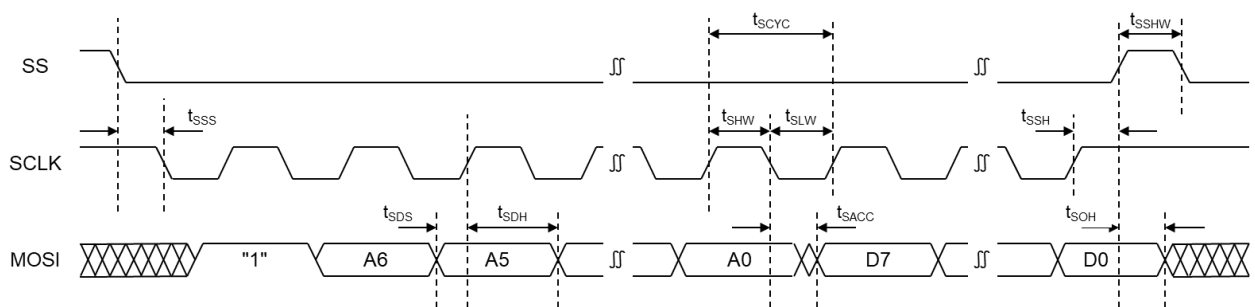 tSCYC
tSSHW
SS
tSSS
tSHW
tSLW
tSSH
SCLK
tSDS
tSDH
tSACC
tSOH
MOSI
"1"
A6
A5
A0
D7
D0